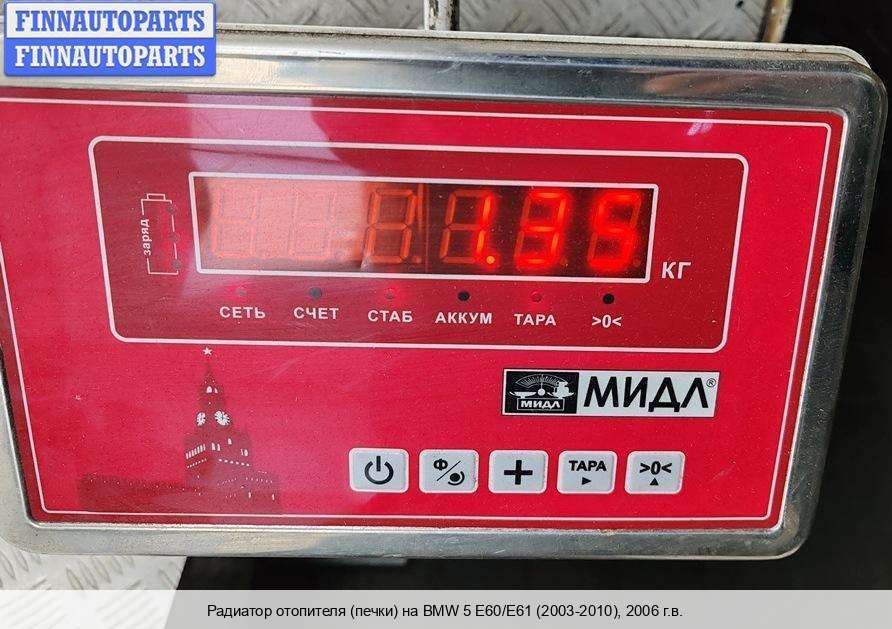 FINNAUTOPARTS
FINNAUTOPARTS
заряд
1.35
КГ
СЕТЬ СЧЕТ СТАБ АККУМ ТАРА >0<
МИДЛ МИДЛ®
Ф ТАРА >0<
Радиатор отопителя (печки) на BMW 5 E60/E61 (2003-2010), 2006 г.в.